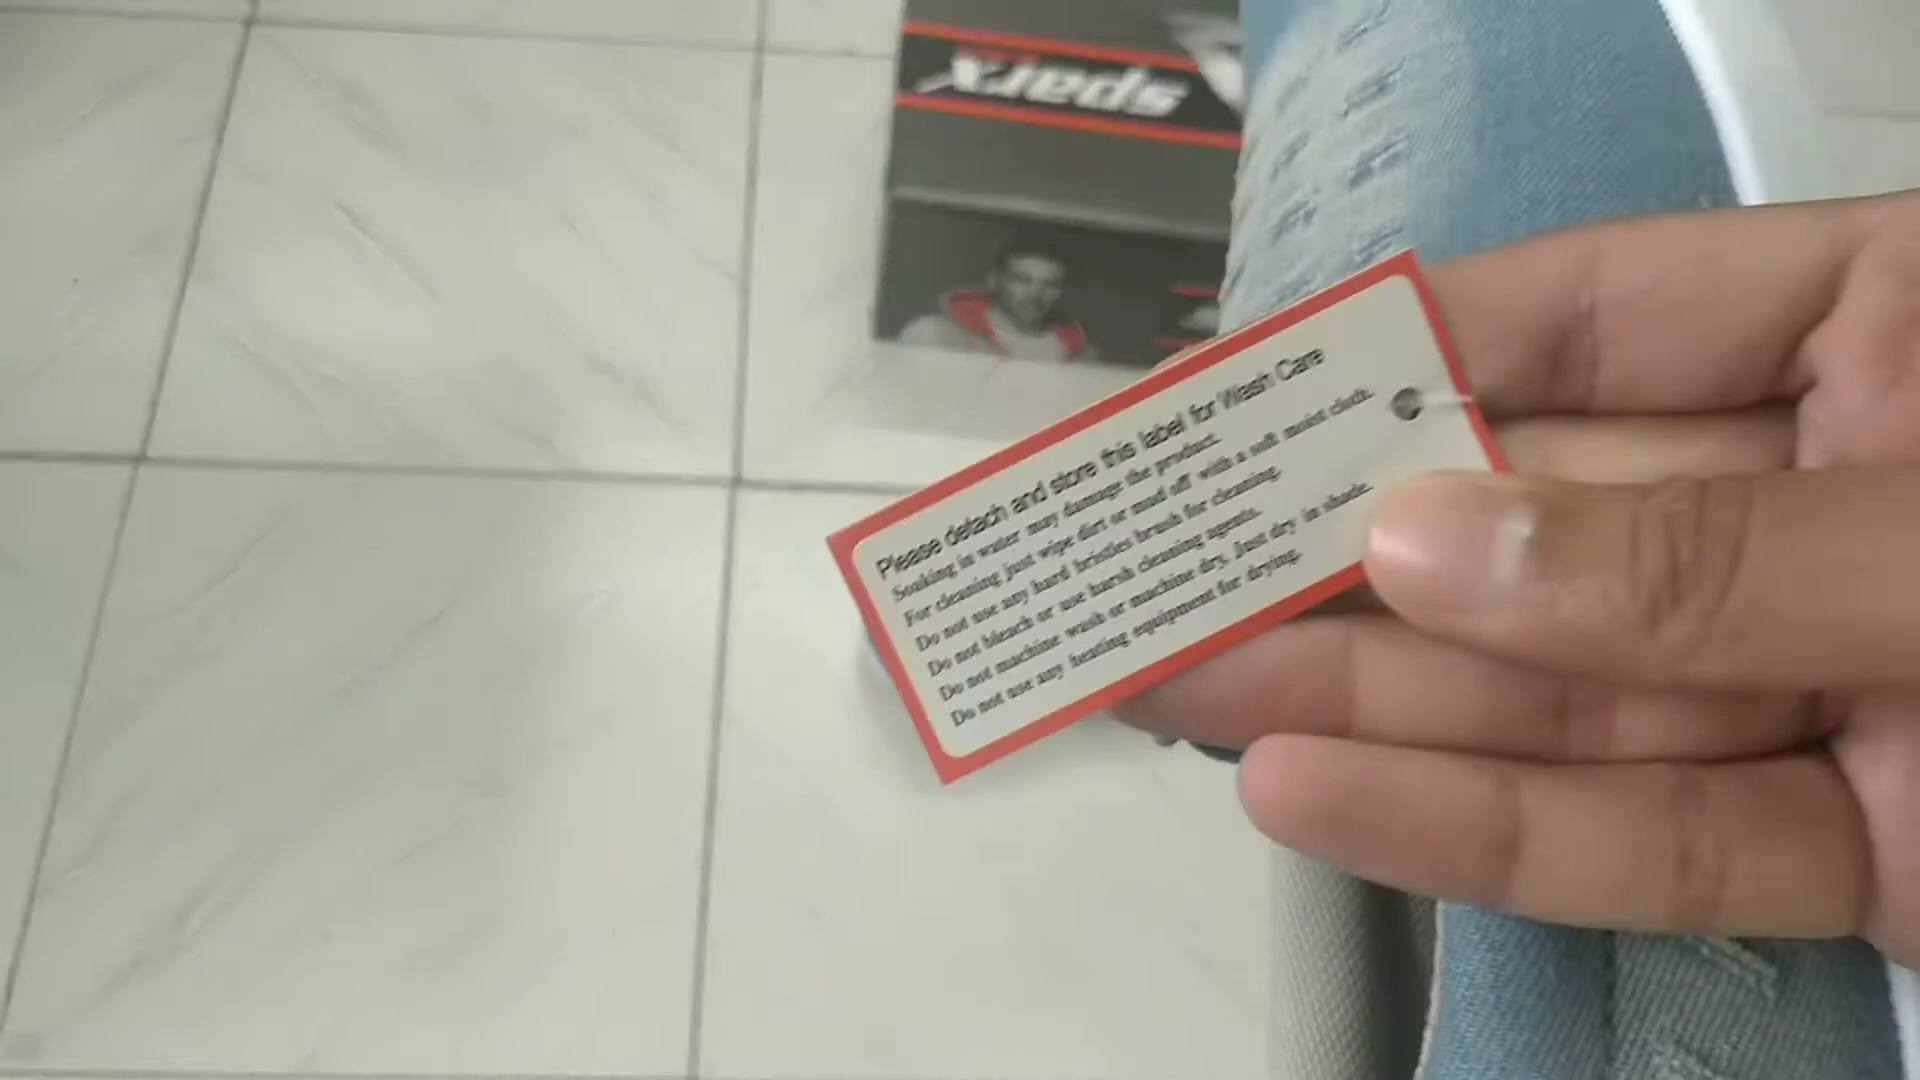 sparx
Please detach and store this label for Wash Care
Soaking in water may damage the product.
For cleaning just wipe dirt or mud off with a soft moist cloth.
Do not use any hard bristles brush for cleaning.
Do not bleach or use harsh cleaning agents.
Do not machine wash or machine dry. Just dry in shade.
Do not use any heating equipment for drying.